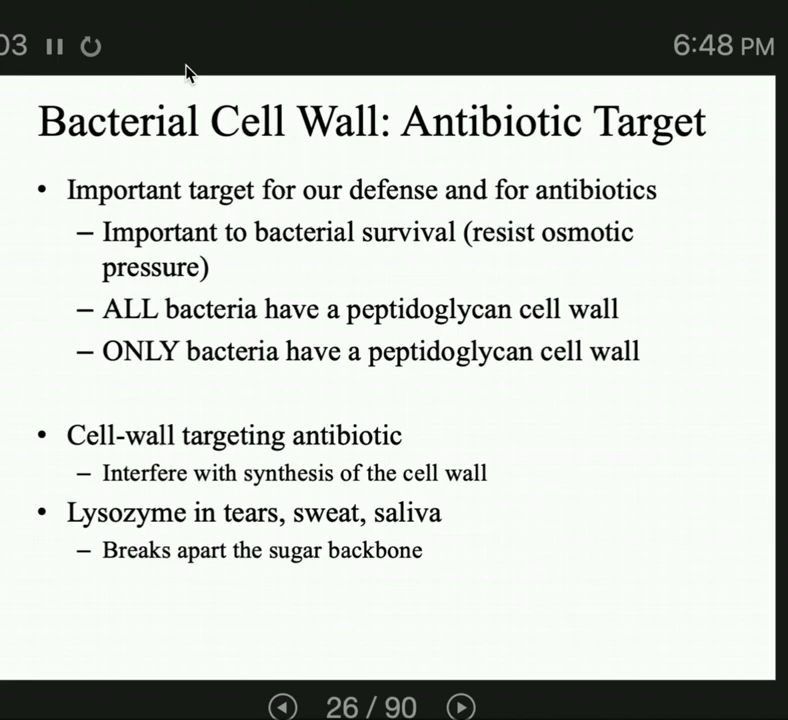 03 6:48 PM
Bacterial Cell Wall: Antibiotic Target
• Important target for our defense and for antibiotics
– Important to bacterial survival (resist osmotic
pressure)
– ALL bacteria have a peptidoglycan cell wall
– ONLY bacteria have a peptidoglycan cell wall
• Cell-wall targeting antibiotic
– Interfere with synthesis of the cell wall
• Lysozyme in tears, sweat, saliva
– Breaks apart the sugar backbone
26 / 90